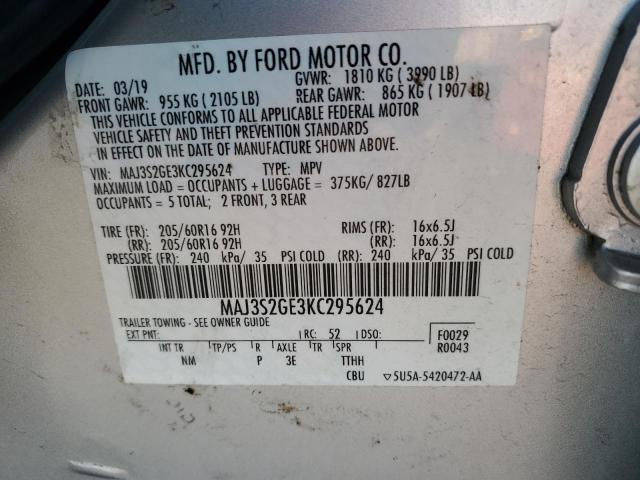 MFD. BY FORD MOTOR CO.
DATE: 03/19 GVWR: 1810 KG ( 3990 LB)
FRONT GAWR: 955 KG ( 2105 LB) REAR GAWR: 865 KG ( 1907 LB)
THIS VEHICLE CONFORMS TO ALL APPLICABLE FEDERAL MOTOR
VEHICLE SAFETY AND THEFT PREVENTION STANDARDS
IN EFFECT ON THE DATE OF MANUFACTURE SHOWN ABOVE.
VIN: MAJ3S2GE3KC295624 TYPE: MPV
MAXIMUM LOAD = OCCUPANTS + LUGGAGE = 375KG/ 827LB
OCCUPANTS = 5 TOTAL; 2 FRONT, 3 REAR
TIRE (FR): 205/60R16 92H RIMS (FR): 16x6.5J
(RR): 205/60R16 92H (RR): 16x6.5J
PRESSURE (FR): 240 kPa/ 35 PSI COLD (RR): 240 kPa/ 35 PSI COLD
MAJ3S2GE3KC295624
TRAILER TOWING - SEE OWNER GUIDE
EXT PNT: RC: 52 DSO: F0029
INT TR TP/PS R AXLE TR SPR R0043
NM P 3E TTHH
CBU ▽5U5A-5420472-AA